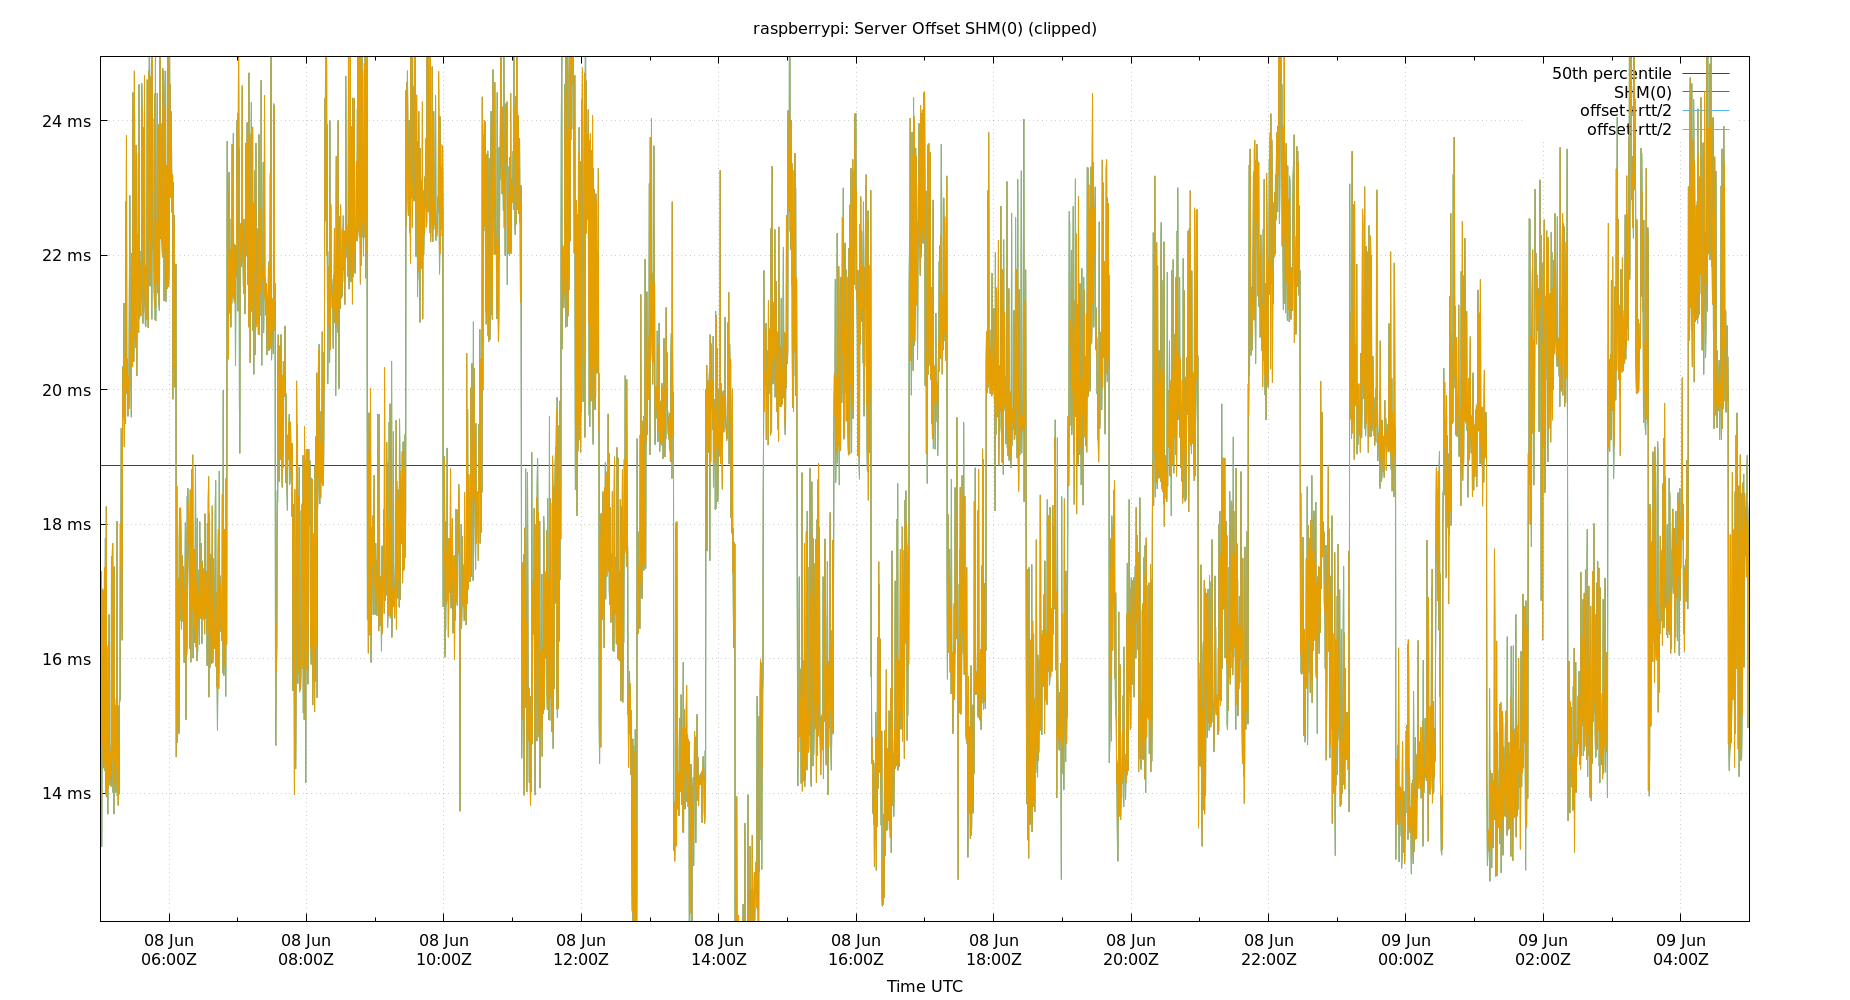 raspberrypi: Server Offset SHM(0) (clipped)
50th percentile
SHM(0)
offset+rtt/2
offset-rtt/2
24 ms
22 ms
20 ms
18 ms
16 ms
14 ms
08 Jun 08 Jun 08 Jun 08 Jun 08 Jun 08 Jun 08 Jun 08 Jun 08 Jun 09 Jun 09 Jun 09 Jun
06:00Z 08:00Z 10:00Z 12:00Z 14:00Z 16:00Z 18:00Z 20:00Z 22:00Z 00:00Z 02:00Z 04:00Z
Time UTC